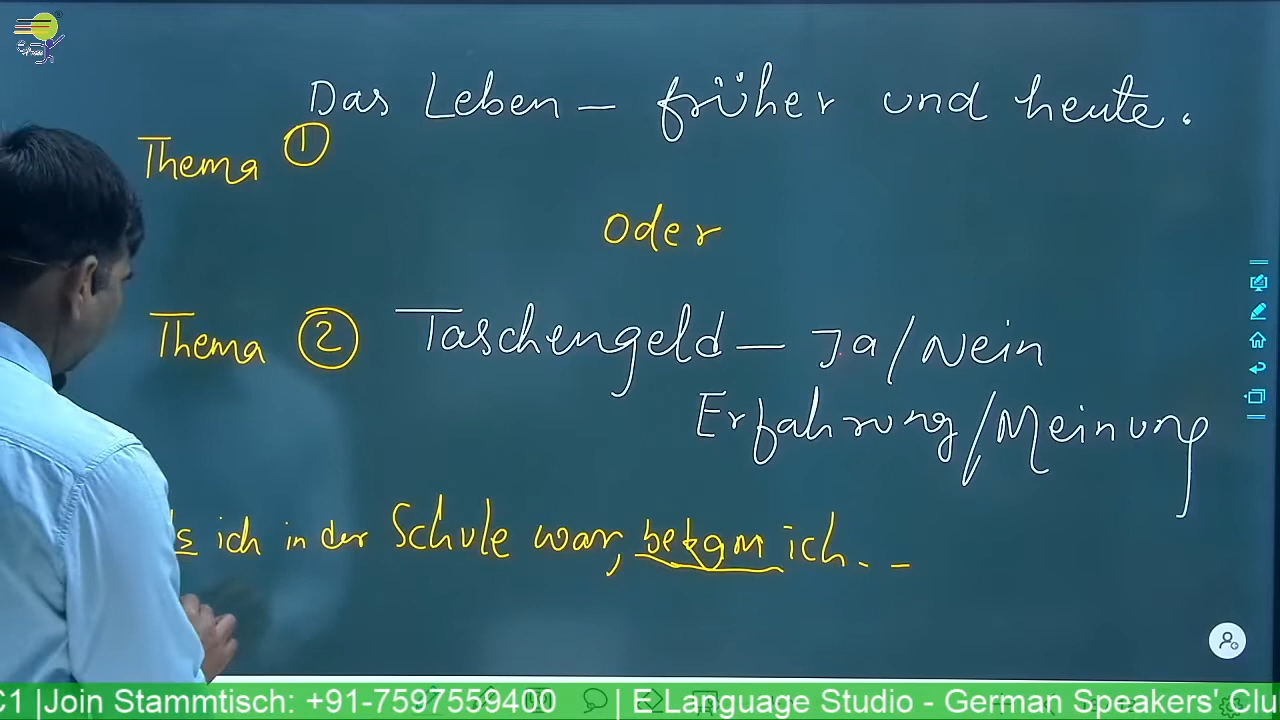 Das Leben – früher und heute.
Thema ①
Oder
Thema ② Taschengeld – Ja/Nein
Erfahrung/Meinung
ich in der Schule war, bekam ich. –
C1 |Join Stammtisch: +91-7597559400 | E Language Studio - German Speakers' Clu